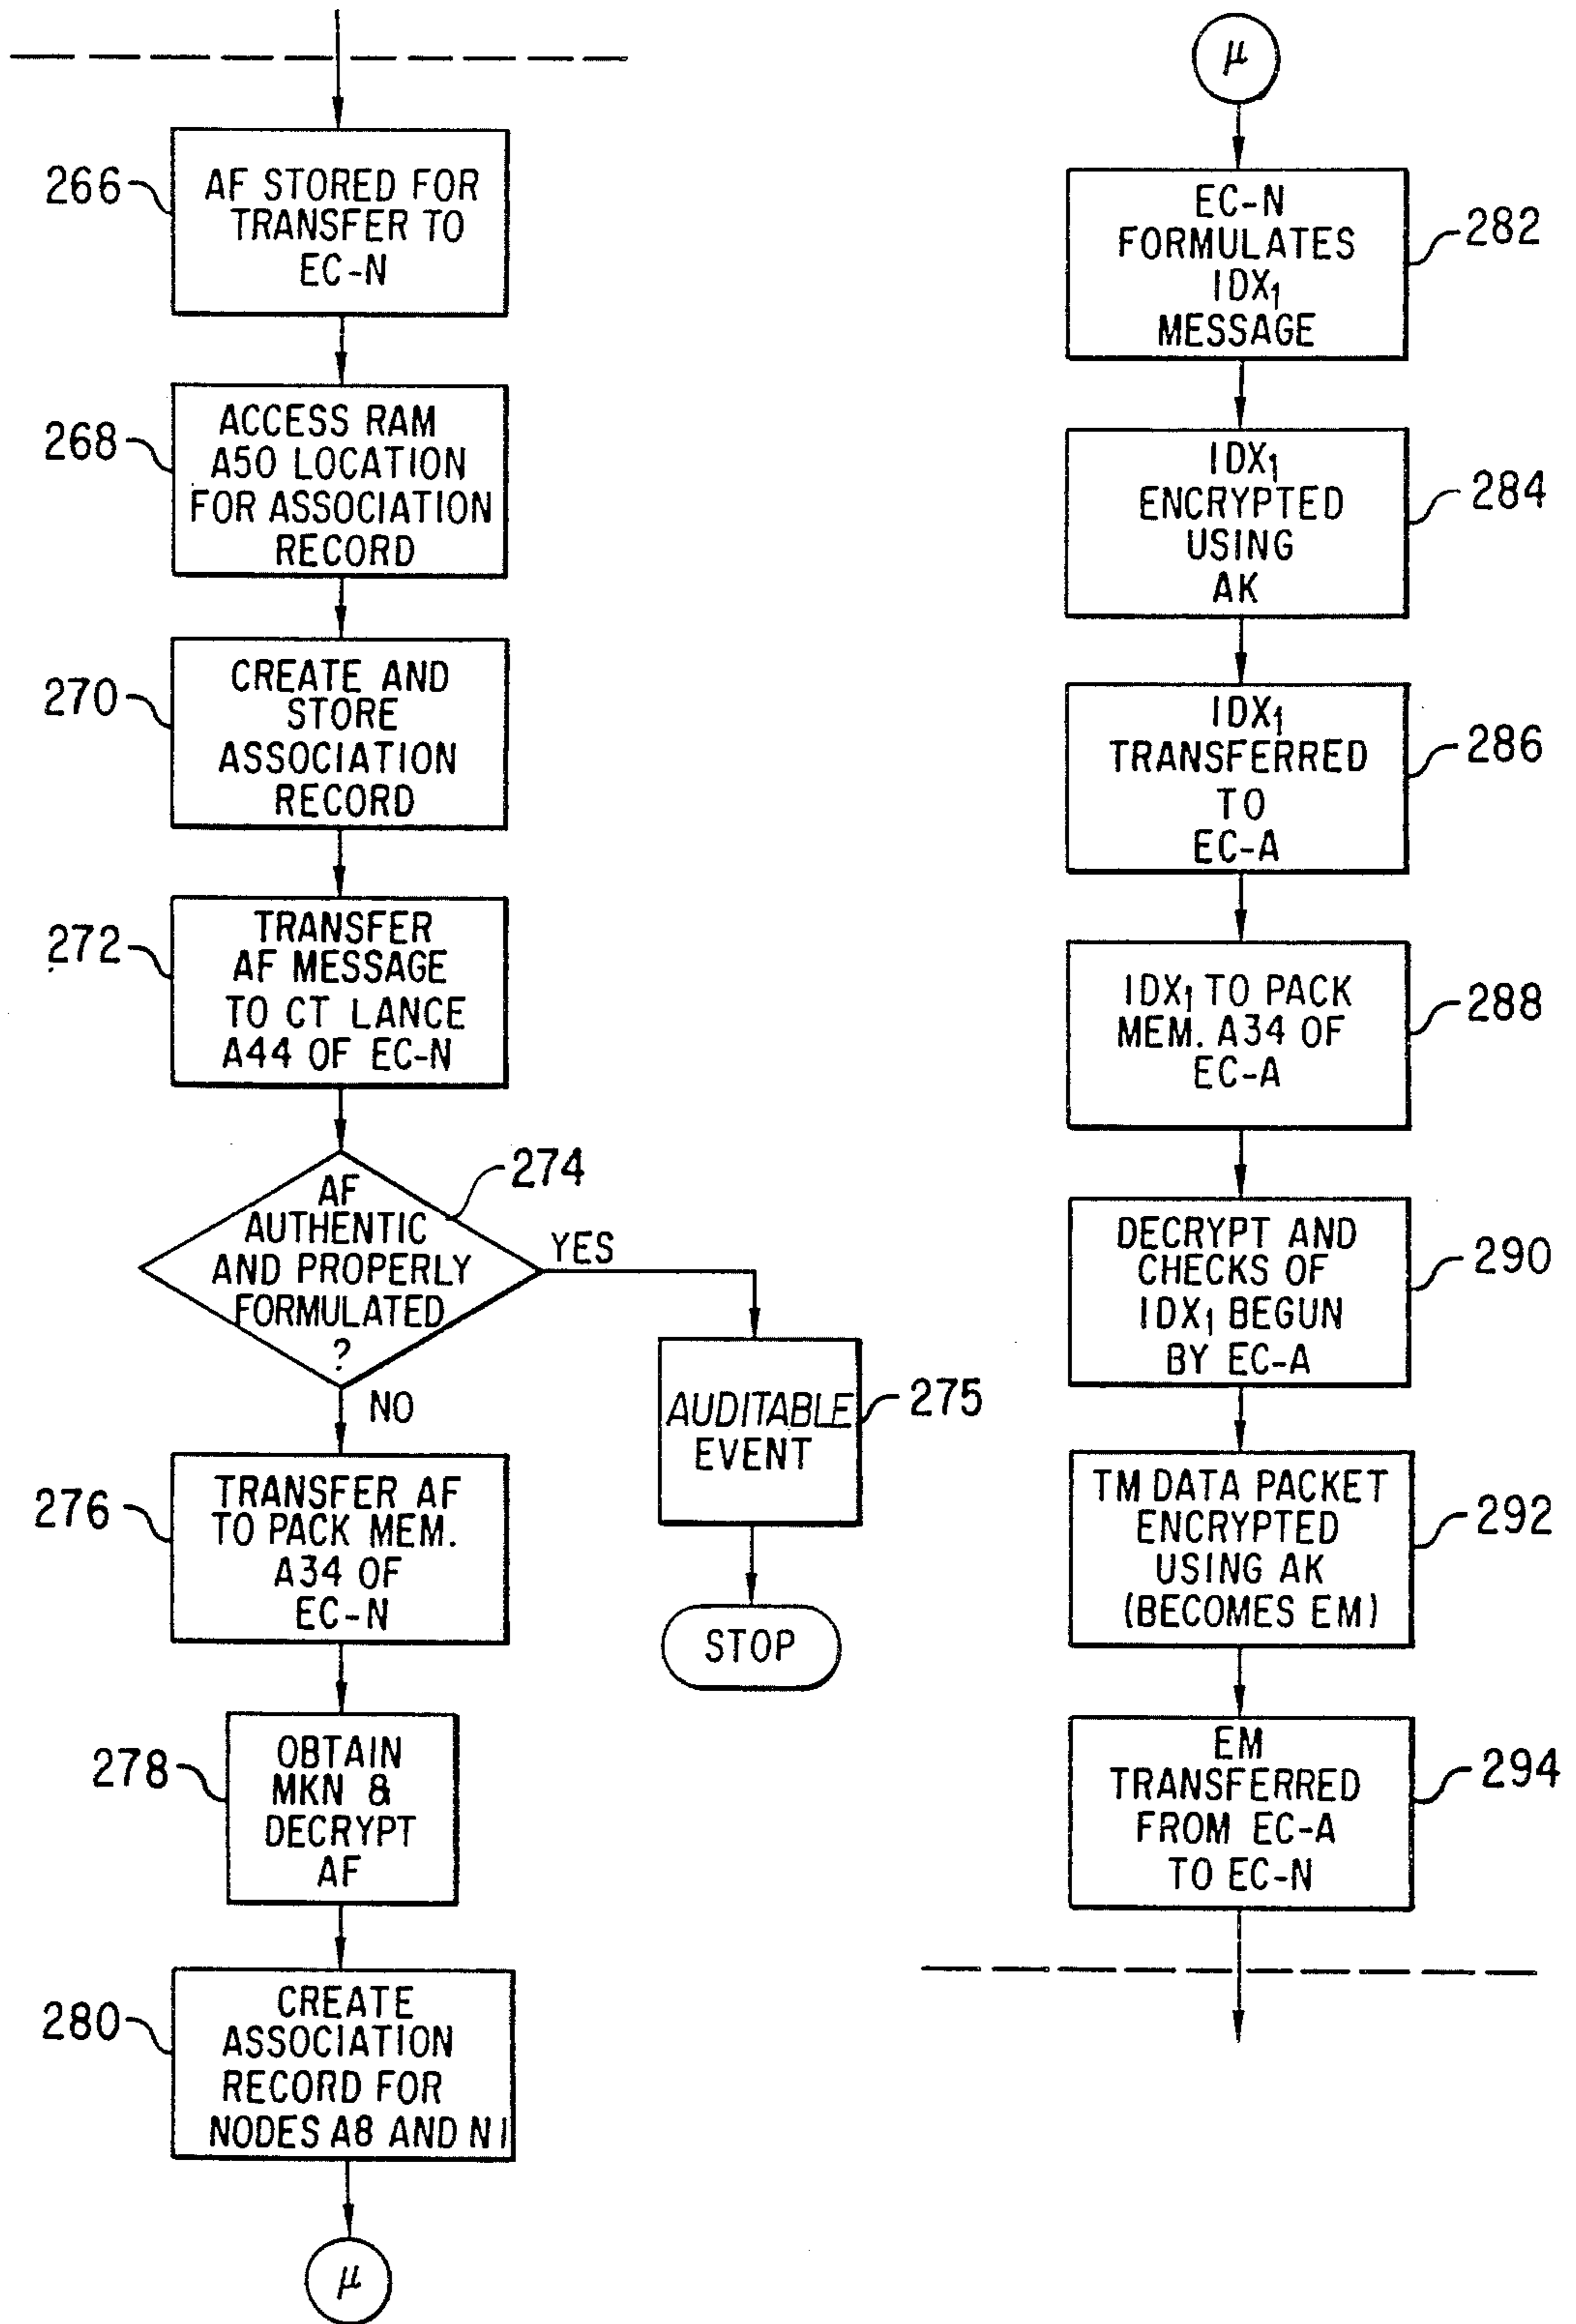 266
AF STORED FOR
TRANSFER TO
EC-N
268
ACCESS RAM
A50 LOCATION
FOR ASSOCIATION
RECORD
270
CREATE AND
STORE
ASSOCIATION
RECORD
272
TRANSFER
AF MESSAGE
TO CT LANCE
A44 OF EC-N
274
AF
AUTHENTIC
AND PROPERLY
FORMULATED
?
YES
NO
275
AUDITABLE
EVENT
STOP
276
TRANSFER AF
TO PACK MEM.
A34 OF
EC-N
278
OBTAIN
MKN &
DECRYPT
AF
280
CREATE
ASSOCIATION
RECORD FOR
NODES A8 AND N1
μ
μ
EC-N
FORMULATES
IDX₁
MESSAGE
282
IDX₁
ENCRYPTED
USING
AK
284
IDX₁
TRANSFERRED
TO
EC-A
286
IDX₁ TO PACK
MEM. A34 OF
EC-A
288
DECRYPT AND
CHECKS OF
IDX₁ BEGUN
BY EC-A
290
TM DATA PACKET
ENCRYPTED
USING AK
(BECOMES EM)
292
EM
TRANSFERRED
FROM EC-A
TO EC-N
294